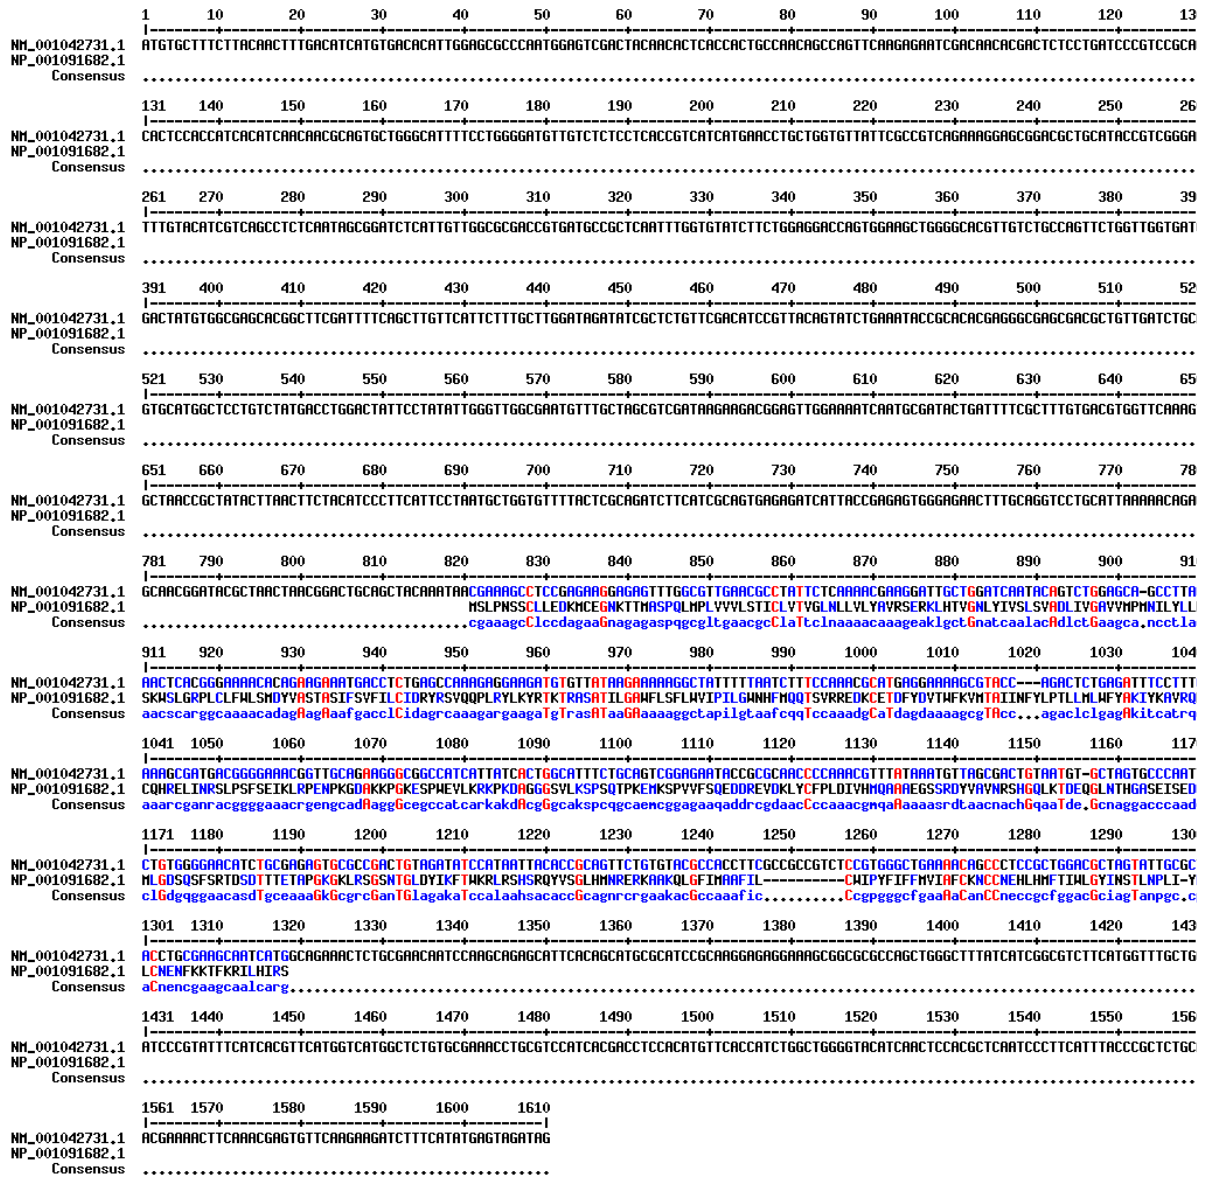 1 10 20 30 40 50 60 70 80 90 100 110 120 13
NM_001042731.1 ATGTGCTTTCTTACAACTTTGACATCATGTGACACATTGGAGCGCCCAATGGAGTCGACTACAACACTCACCACTGCCAACAGCCAGTTCAAGAGAATCGACAACACGACTCTCCTGATCCCGTCCGCA
NP_001091682.1
Consensus
131 140 150 160 170 180 190 200 210 220 230 240 250 26
NM_001042731.1 CACTCCACCATCACATCAACAACGCAGTGCTGGGCATTTTCCTGGGGATGTTGTCTCTCCTCACCGTCATCATGAACCTGCTGGTGTTATTCGCCGTCAGAAAGGAGCGGACGCTGCATACCGTCGGGA
NP_001091682.1
Consensus
261 270 280 290 300 310 320 330 340 350 360 370 380 39
NM_001042731.1 TTTGTACATCGTCAGCCTCTCAATAGCGGATCTCATTGTTGGCGCGACCGTGATGCCGCTCAATTTGGTGTATCTTCTGGAGGACCAGTGGAAGCTGGGGCACGTTGTCTGCCAGTTCTGGTTGGTGAT
NP_001091682.1
Consensus
391 400 410 420 430 440 450 460 470 480 490 500 510 52
NM_001042731.1 GACTATGTGGCGAGCACGGCTTCGATTTTCAGCTTGTTCATTCTTTGCTTGGATAGATATCGCTCTGTTCGACATCCGTTACAGTATCTGAAATACCGCACACGAGGGCGAGCGACGCTGTTGATCTGC
NP_001091682.1
Consensus
521 530 540 550 560 570 580 590 600 610 620 630 640 65
NM_001042731.1 GTGCATGGCTCCTGTCTATGACCTGGACTATTCCTATATTGGGTTGGCGAATGTTTGCTAGCGTCGATAAGAAGACGGAGTTGGAAAATCAATGCGATACTGATTTTCGCTTTGTGACGTGGTTCAAAG
NP_001091682.1
Consensus
651 660 670 680 690 700 710 720 730 740 750 760 770 78
NM_001042731.1 GCTAACCGCTATACTTAACTTCTACATCCCTTCATTCCTAATGCTGGTGTTTTACTCGCAGATCTTCATCGCAGTGAGAGATCATTACCGAGAGTGGGAGAACTTTGCAGGTCCTGCATTAAAAACAGA
NP_001091682.1
Consensus
781 790 800 810 820 830 840 850 860 870 880 890 900 91
NM_001042731.1 GCAACGGATACGCTAACTAACGGACTGCAGCTACAAATAACGAAAGCCTCCGAGAAGGAGAGTTTGGCGTTGAACGCCTATTCTCAAAACGAAGGATTGCTGGATCAATACAGTCTGGAGCA-GCCTTA
NP_001091682.1 MSLPNSSCLLEDKMCEGNKTTMASPQLMPLVVVLSTICLVTVGLNLLVLYAVRSERKLHTVGNLYIVSLSVADLIVGAVVMPMNILYLL
Consensus cgaaagcClccdagaaGnagagaspqgcgltgaacgcClaTtclnaaaacaaageaklgctGnatcaalacAdlctGaagca.ncctla
911 920 930 940 950 960 970 980 990 1000 1010 1020 1030 104
NM_001042731.1 AACTCACGGGAAAACACAGAAGAAATGACCTCTGAGCCAAAGAGGAAGATGTGTTATAAGAAAAAGGCTATTTTTAATCTTTCCAAACGCATGAGGAAAAGCGTACC---AGACTCTGAGATTTCCTTT
NP_001091682.1 SKWSLGRPLCLFWLSMDYVASTASIFSVFILCIDRYRSVQQPLRYLKYRTKTRASATILGAWFLSFLWVIPILGWNHFMQQTSVRREDKCETDFYDVTWFKVMTAIINFYLPTLLMLWFYAKIYKAVRQ
Consensus aacscarggcaaaacadagAagAaafgacclCidagrcaaagargaagaTgTrasATaaGAaaaaggctapilgtaafcqqTccaaadgCaTdagdaaaagcgTAcc...agaclclgagAkitcatrq
1041 1050 1060 1070 1080 1090 1100 1110 1120 1130 1140 1150 1160 117
NM_001042731.1 AAAGCGATGACGGGGAAACGGTTGCAGAAGGGCGGCCATCATTATCACTGGCATTTCTGCAGTCGGAGAATACCGCGCAACCCCAAACGTTTATAAATGTTAGCGACTGTAATGT-GCTAGTGCCCAAT
NP_001091682.1 CQHRELINRSLPSFSEIKLRPENPKGDAKKPGKESPWEVLKRKPKDAGGGSVLKSPSQTPKEMKSPVVFSQEDDREVDKLYCFPLDIVHMQAAAEGSSRDYVAVNRSHGQLKTDEQGLNTHGASEISED
Consensus aaarcganracggggaaacrgengcadAaggGcegccatcarkakdAcgGgcakspcqgcaemcggagaaqaddrcgdaacCccaaacgmqaAaaaasrdtaacnachGqaaTde.Gcnaggacccaad
1171 1180 1190 1200 1210 1220 1230 1240 1250 1260 1270 1280 1290 130
NM_001042731.1 CTGTGGGGAACATCTGCGAGAGTGCGCCGACTGTAGATATCCATAATTACACCGCAGTTCTGTGTACGCCACCTTCGCCGCCGTCTCCGTGGGCTGAAAACAGCCCTCCGCTGGACGCTAGTATTGCGC
NP_001091682.1 MLGDSQSFSRTDSDTTTETAPGKGKLRSGSNTGLDYIKFTWKRLRSHSRQYVSGLHMNRERKAAKQLGFIMAAFIL----------CWIPYFIFFMVIAFCKNCCNEHLHMFTIWLGYINSTLNPLI-Y
Consensus clGdgqggaacasdTgceaaaGkGcgrcGanTGlagakaTccalaahsacaccGcagnrcrgaakacGccaaafic..........CcgpgggcfgaaAaCanCCneccgcfggacGciagTanpgc.c
1301 1310 1320 1330 1340 1350 1360 1370 1380 1390 1400 1410 1420 143
NM_001042731.1 ACCTGCGAAGCAATCATGGCAGAAACTCTGCGAACAATCCAAGCAGAGCATTCACAGCATGCGCATCCGCAAGGAGAGGAAAGCGGCGCGCCAGCTGGGCTTTATCATCGGCGTCTTCATGGTTTGCTG
NP_001091682.1 LCNENFKKTFKRILHIRS
Consensus aCnencgaagcaalcarg
1431 1440 1450 1460 1470 1480 1490 1500 1510 1520 1530 1540 1550 156
NM_001042731.1 ATCCCGTATTTCATCACGTTCATGGTCATGGCTCTGTGCGAAACCTGCGTCCATCACGACCTCCACATGTTCACCATCTGGCTGGGGTACATCAACTCCACGCTCAATCCCTTCATTTACCCGCTCTGC
NP_001091682.1
Consensus
1561 1570 1580 1590 1600 1610
NM_001042731.1 ACGAAAACTTCAAACGAGTGTTCAAGAAGATCTTTCATATGAGTAGATAG
NP_001091682.1
Consensus